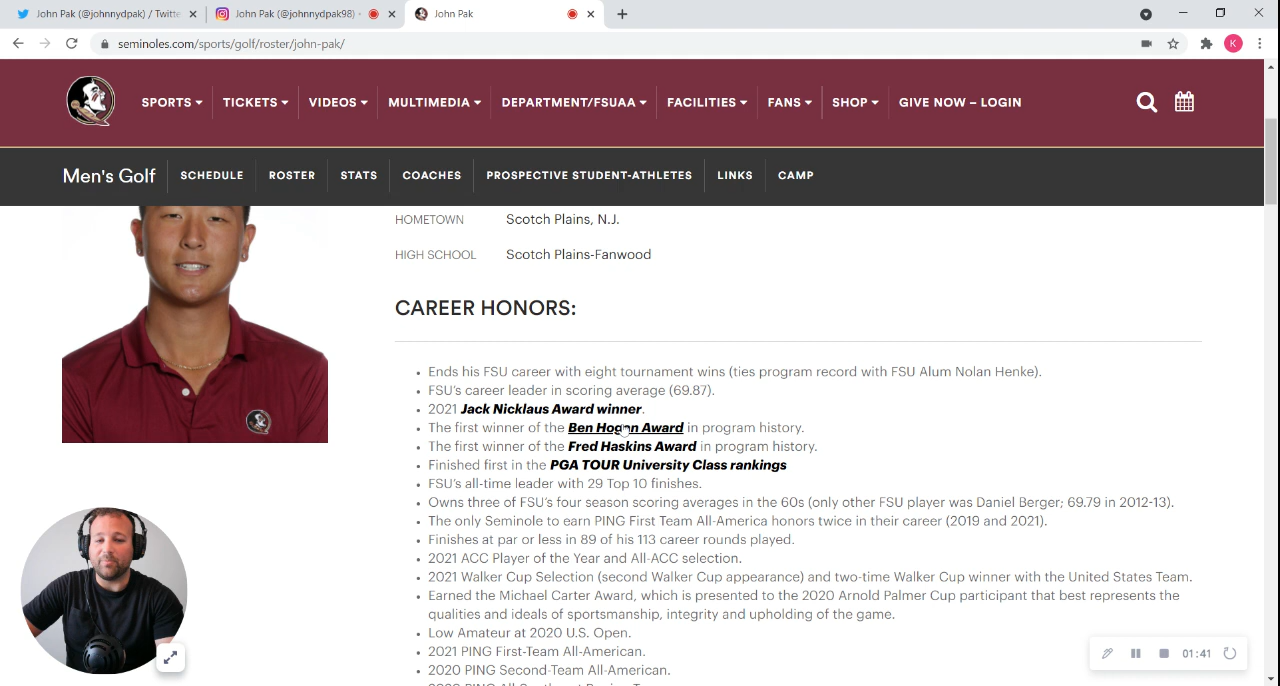 John Pak (@johnnydpak) / Twitte
John Pak (@johnnydpak98) •
John Pak
seminoles.com/sports/golf/roster/john-pak/
K
SPORTS TICKETS VIDEOS MULTIMEDIA DEPARTMENT/FSUAA FACILITIES FANS SHOP GIVE NOW – LOGIN
Men's Golf SCHEDULE ROSTER STATS COACHES PROSPECTIVE STUDENT-ATHLETES LINKS CAMP
HOMETOWN Scotch Plains, N.J.
HIGH SCHOOL Scotch Plains-Fanwood
CAREER HONORS:
• Ends his FSU career with eight tournament wins (ties program record with FSU Alum Nolan Henke).
• FSU's career leader in scoring average (69.87).
• 2021 Jack Nicklaus Award winner.
• The first winner of the Ben Hogan Award in program history.
• The first winner of the Fred Haskins Award in program history.
• Finished first in the PGA TOUR University Class rankings
• FSU's all-time leader with 29 Top 10 finishes.
• Owns three of FSU's four season scoring averages in the 60s (only other FSU player was Daniel Berger; 69.79 in 2012-13).
• The only Seminole to earn PING First Team All-America honors twice in their career (2019 and 2021).
• Finishes at par or less in 89 of his 113 career rounds played.
• 2021 ACC Player of the Year and All-ACC selection.
• 2021 Walker Cup Selection (second Walker Cup appearance) and two-time Walker Cup winner with the United States Team.
• Earned the Michael Carter Award, which is presented to the 2020 Arnold Palmer Cup participant that best represents the
qualities and ideals of sportsmanship, integrity and upholding of the game.
• Low Amateur at 2020 U.S. Open.
• 2021 PING First-Team All-American.
• 2020 PING Second-Team All-American.
01:41